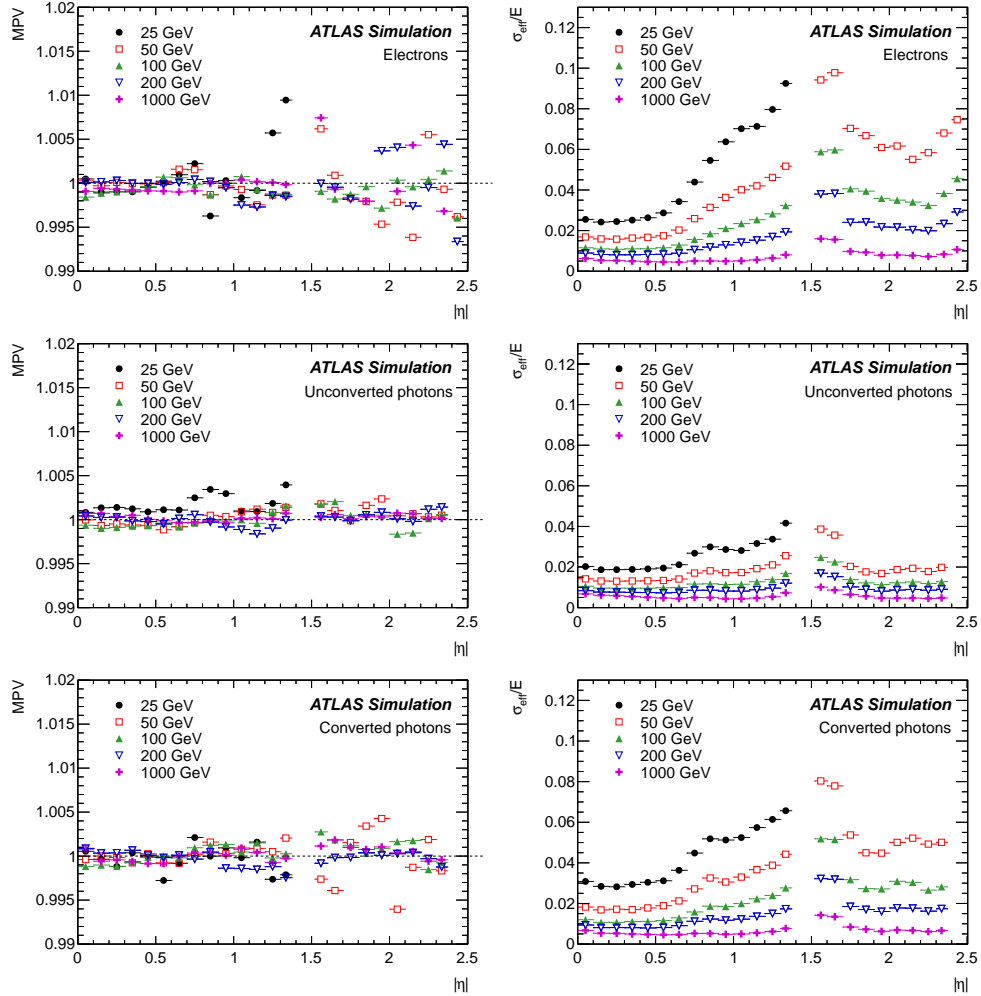 MPV
1.02
1.015
1.01
1.005
1
0.995
0.99
25 GeV
50 GeV
100 GeV
200 GeV
1000 GeV
ATLAS Simulation
Electrons
0 0.5 1 1.5 2 2.5
|η|
σeff/E
0.12
0.1
0.08
0.06
0.04
0.02
0
25 GeV
50 GeV
100 GeV
200 GeV
1000 GeV
ATLAS Simulation
Electrons
0 0.5 1 1.5 2 2.5
|η|
MPV
1.02
1.015
1.01
1.005
1
0.995
0.99
25 GeV
50 GeV
100 GeV
200 GeV
1000 GeV
ATLAS Simulation
Unconverted photons
0 0.5 1 1.5 2 2.5
|η|
σeff/E
0.12
0.1
0.08
0.06
0.04
0.02
0
25 GeV
50 GeV
100 GeV
200 GeV
1000 GeV
ATLAS Simulation
Unconverted photons
0 0.5 1 1.5 2 2.5
|η|
MPV
1.02
1.015
1.01
1.005
1
0.995
0.99
25 GeV
50 GeV
100 GeV
200 GeV
1000 GeV
ATLAS Simulation
Converted photons
0 0.5 1 1.5 2 2.5
|η|
σeff/E
0.12
0.1
0.08
0.06
0.04
0.02
0
25 GeV
50 GeV
100 GeV
200 GeV
1000 GeV
ATLAS Simulation
Converted photons
0 0.5 1 1.5 2 2.5
|η|